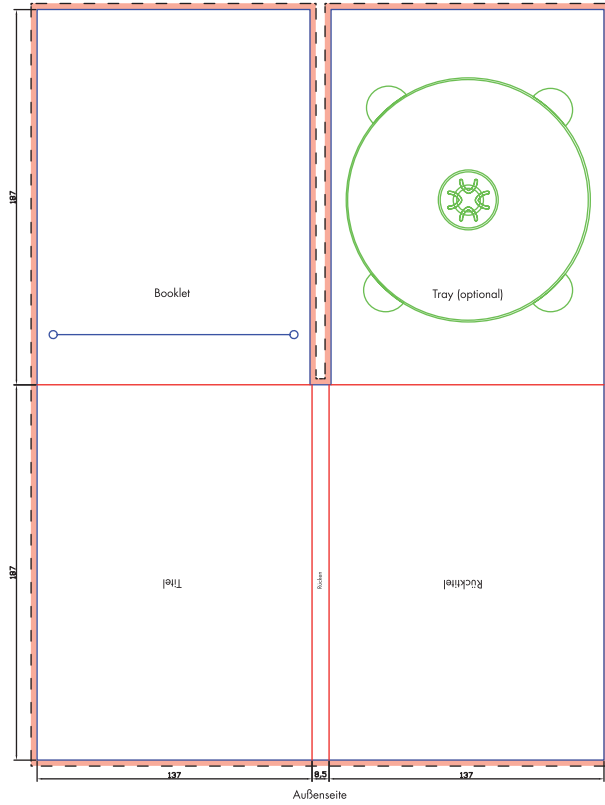 187
Booklet
Tray (optional)
187
Titel
Rücken
Rücktitel
137
9,5
137
Außenseite